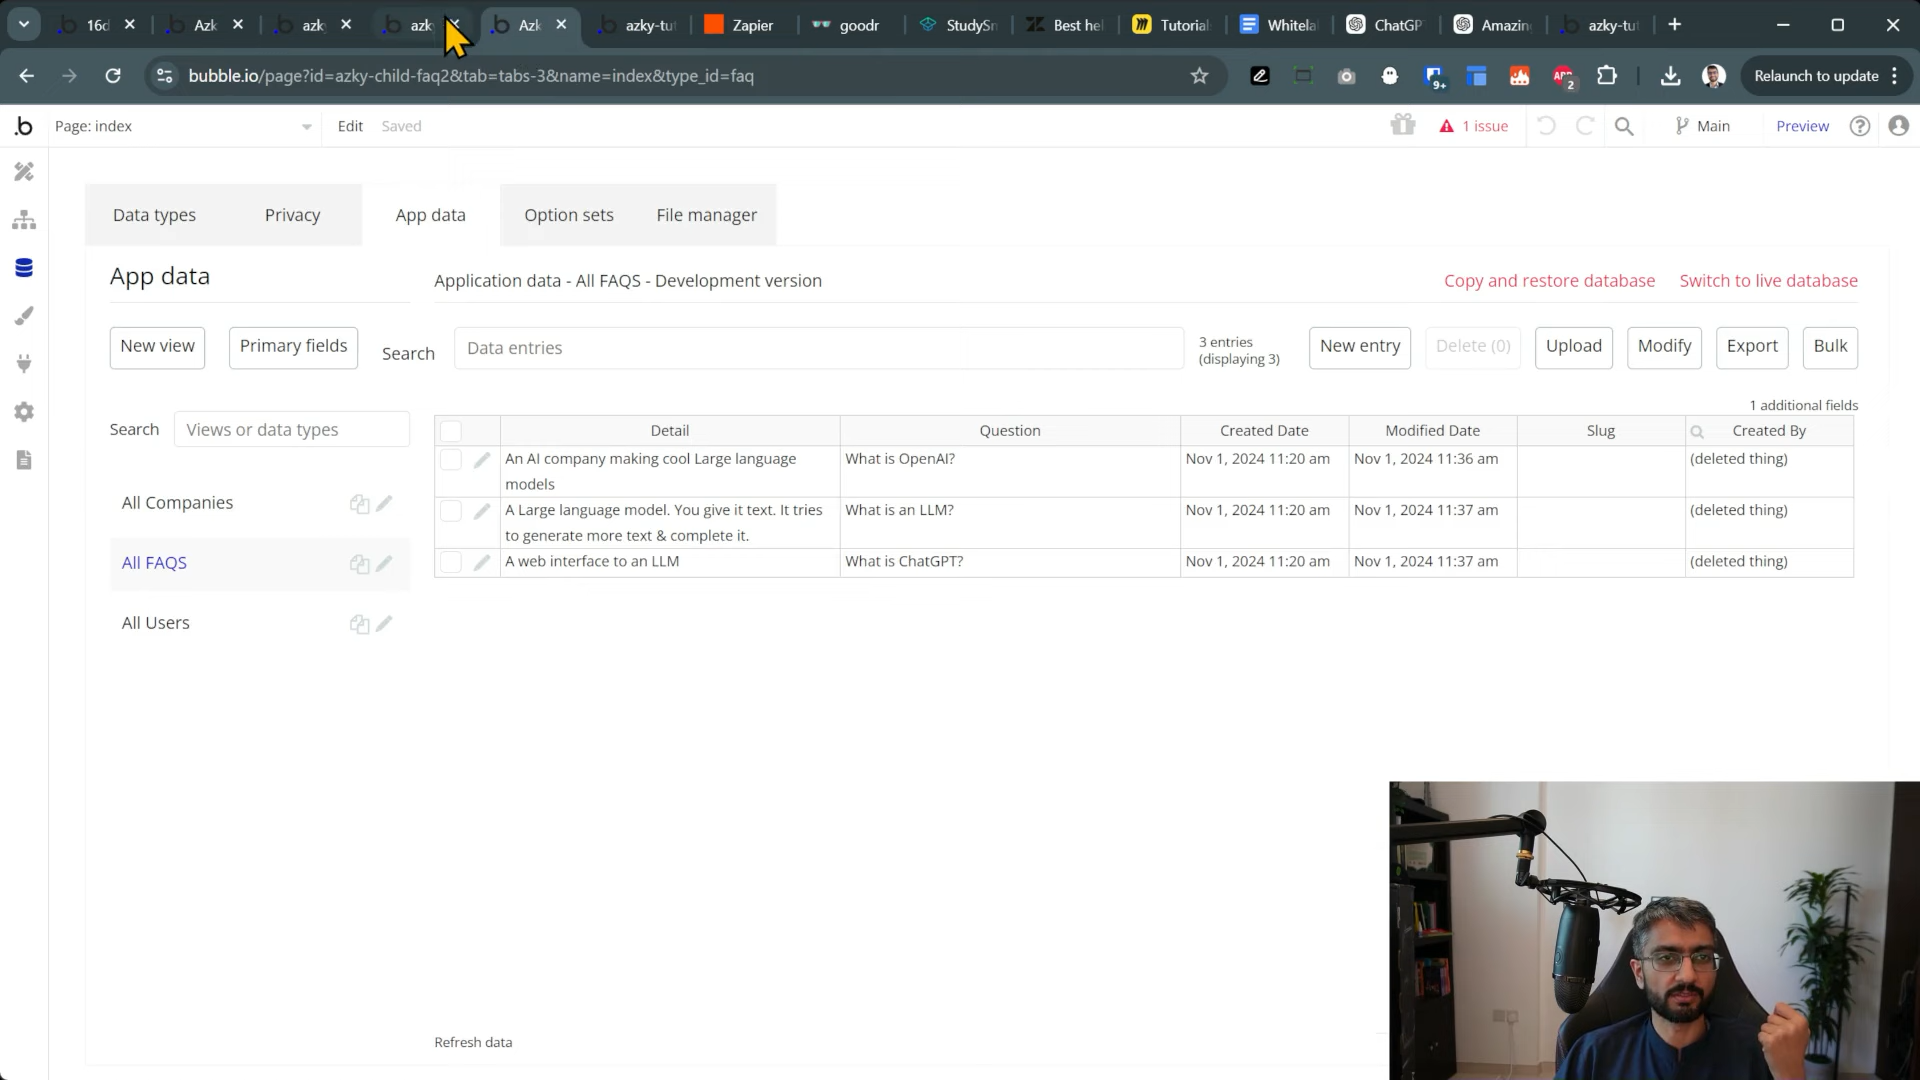 16d
Azk
azk
azky
Azk
azky-tut
Zapier
goodr
StudySm
Best hel
Tutorial
Whitela
ChatGP
Amazin
azky-tut
bubble.io/page?id=azky-child-faq2&tab=tabs-3&name=index&type_id=faq
9+
ABP
2
Relaunch to update
Page: index
Edit
Saved
1 issue
Main
Preview
Data types
Privacy
App data
Option sets
File manager
App data
Application data - All FAQS - Development version
Copy and restore database
Switch to live database
New view
Primary fields
Search
Data entries
3 entries
(displaying 3)
New entry
Delete (0)
Upload
Modify
Export
Bulk
Search
Views or data types
1 additional fields
Detail
Question
Created Date
Modified Date
Slug
Created By
An AI company making cool Large language
models
What is OpenAI?
Nov 1, 2024 11:20 am
Nov 1, 2024 11:36 am
(deleted thing)
A Large language model. You give it text. It tries
to generate more text & complete it.
What is an LLM?
Nov 1, 2024 11:20 am
Nov 1, 2024 11:37 am
(deleted thing)
A web interface to an LLM
What is ChatGPT?
Nov 1, 2024 11:20 am
Nov 1, 2024 11:37 am
(deleted thing)
All Companies
All FAQS
All Users
Refresh data